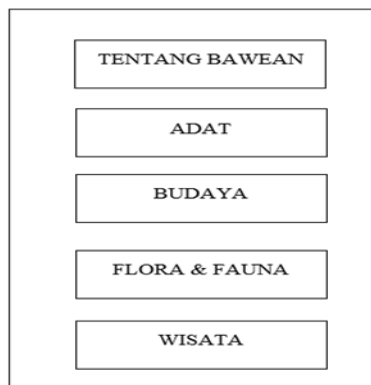 TENTANG BAWEAN
ADAT
BUDAYA
FLORA & FAUNA
WISATA